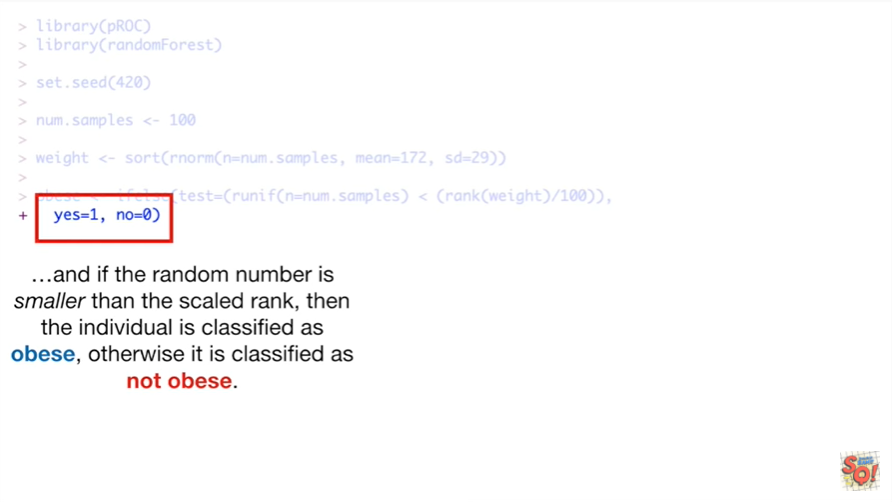 > library(pROC)
> library(randomForest)
>
> set.seed(420)
>
> num.samples <- 100
>
> weight <- sort(rnorm(n=num.samples, mean=172, sd=29))
>
> obese <- ifelse(test=(runif(n=num.samples) < (rank(weight)/100)),
+ yes=1, no=0)
…and if the random number is
smaller than the scaled rank, then
the individual is classified as
obese, otherwise it is classified as
not obese.
SQ!